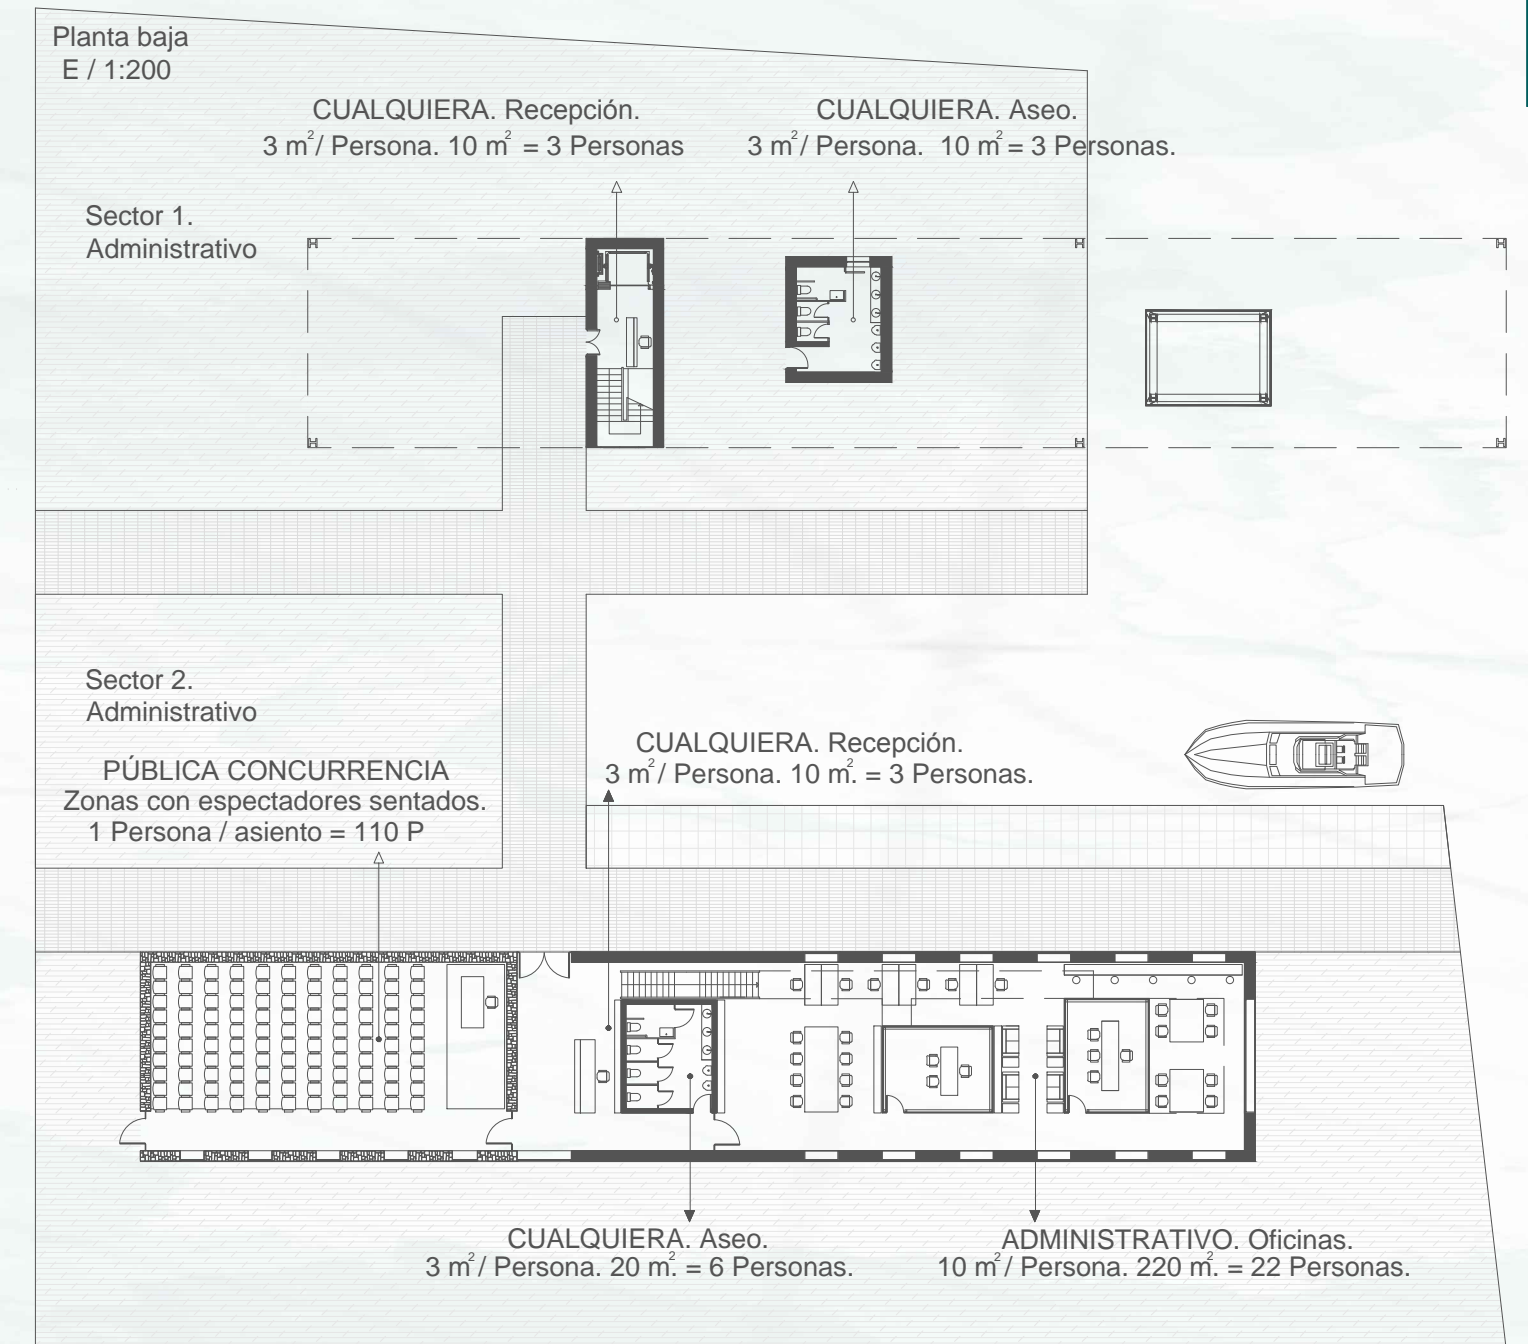 Planta baja
E / 1:200
CUALQUIERA. Recepción.
3 m²/ Persona. 10 m² = 3 Personas
CUALQUIERA. Aseo.
3 m²/ Persona. 10 m² = 3 Personas.
Sector 1.
Administrativo
Sector 2.
Administrativo
PÚBLICA CONCURRENCIA
Zonas con espectadores sentados.
1 Persona / asiento = 110 P
CUALQUIERA. Recepción.
3 m²/ Persona. 10 m². = 3 Personas.
CUALQUIERA. Aseo.
3 m²/ Persona. 20 m². = 6 Personas.
ADMINISTRATIVO. Oficinas.
10 m²/ Persona. 220 m². = 22 Personas.